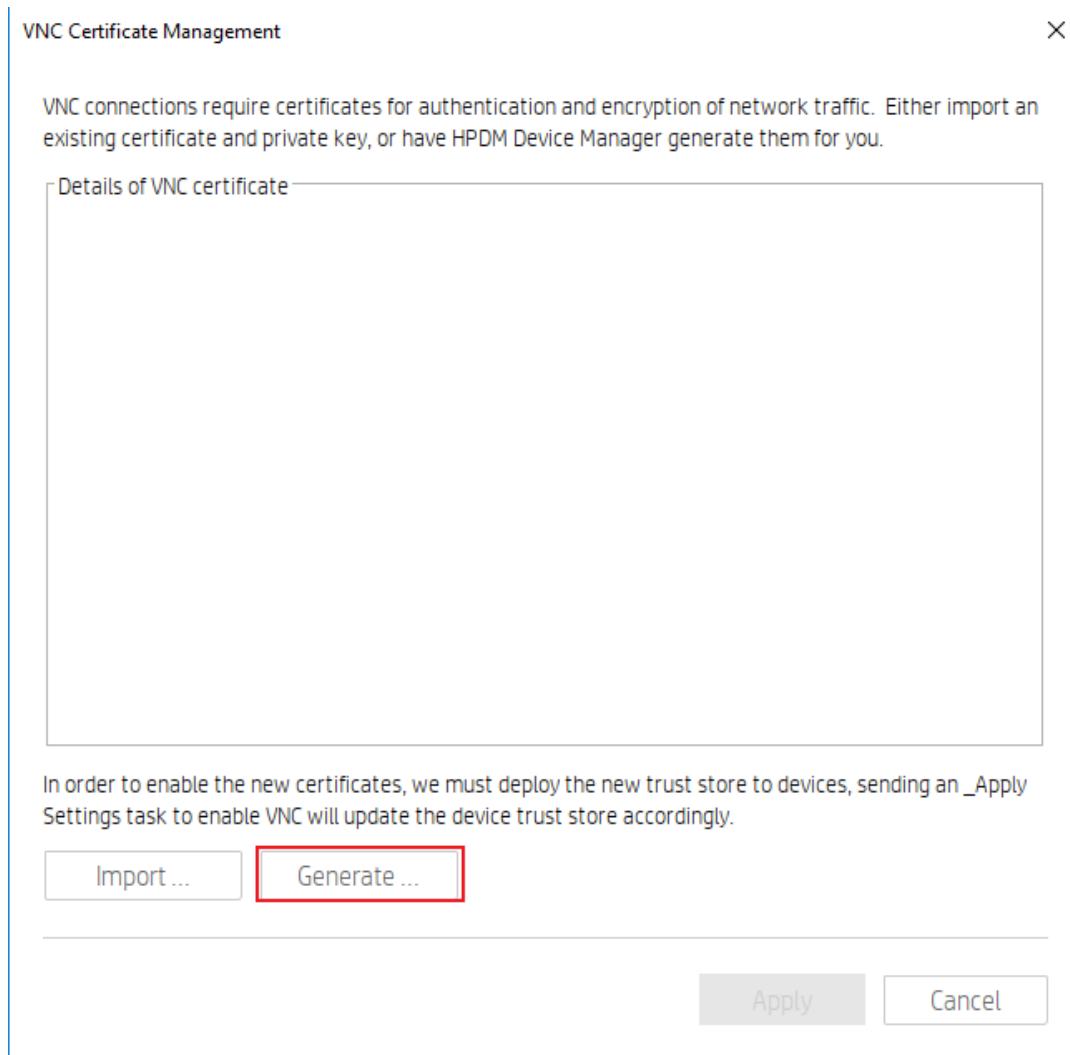 VNC Certificate Management
VNC connections require certificates for authentication and encryption of network traffic.  Either import an
existing certificate and private key, or have HPDM Device Manager generate them for you.
Details of VNC certificate
In order to enable the new certificates, we must deploy the new trust store to devices, sending an _Apply
Settings task to enable VNC will update the device trust store accordingly.
Import ...
Generate ...
Apply
Cancel